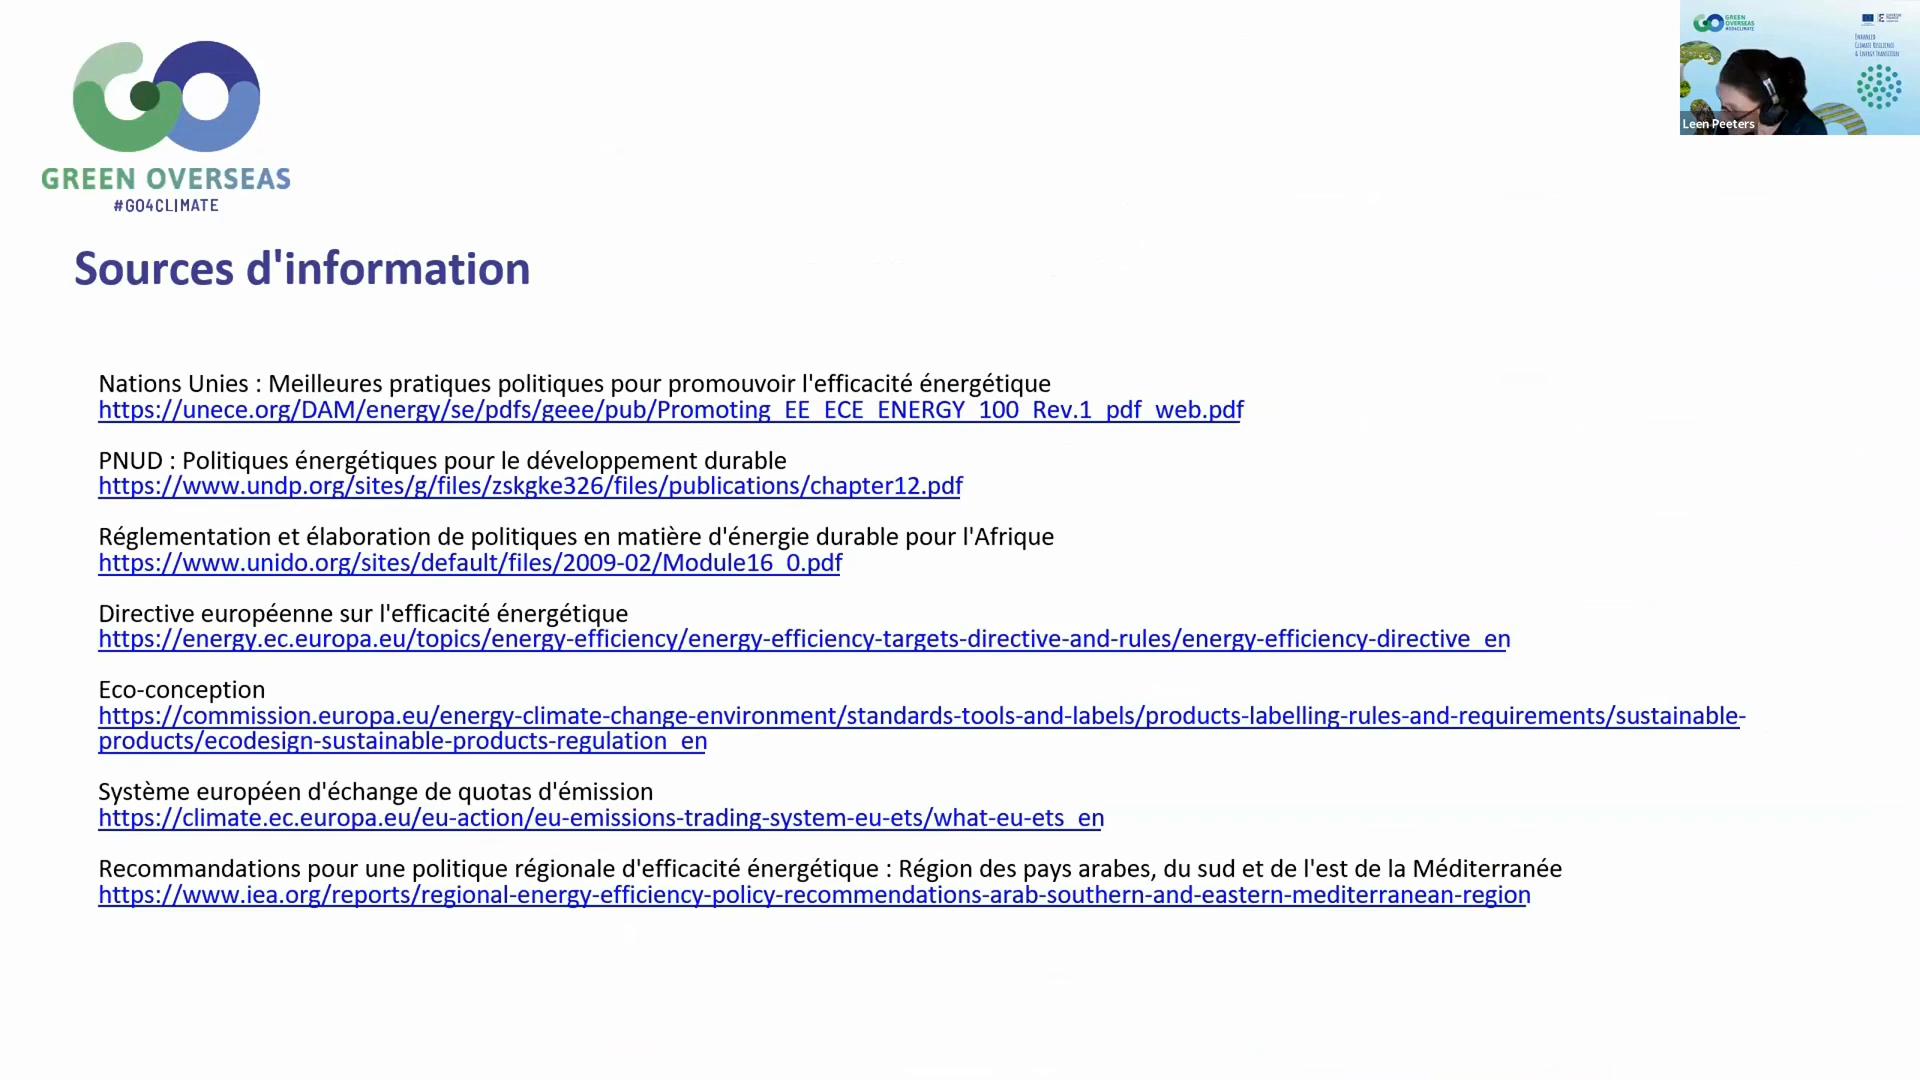 GREEN OVERSEAS
#GO4CLIMATE
GREEN
OVERSEAS
#GO4CLIMATE
ENHANCED
CLIMATE RESILIENCE
& ENERGY TRANSITION
Leen Peeters
Sources d'information
Nations Unies : Meilleures pratiques politiques pour promouvoir l'efficacité énergétique
https://unece.org/DAM/energy/se/pdfs/geee/pub/Promoting_EE_ECE_ENERGY_100_Rev.1_pdf_web.pdf
PNUD : Politiques énergétiques pour le développement durable
https://www.undp.org/sites/g/files/zskgke326/files/publications/chapter12.pdf
Réglementation et élaboration de politiques en matière d'énergie durable pour l'Afrique
https://www.unido.org/sites/default/files/2009-02/Module16_0.pdf
Directive européenne sur l'efficacité énergétique
https://energy.ec.europa.eu/topics/energy-efficiency/energy-efficiency-targets-directive-and-rules/energy-efficiency-directive_en
Eco-conception
https://commission.europa.eu/energy-climate-change-environment/standards-tools-and-labels/products-labelling-rules-and-requirements/sustainable-
products/ecodesign-sustainable-products-regulation_en
Système européen d'échange de quotas d'émission
https://climate.ec.europa.eu/eu-action/eu-emissions-trading-system-eu-ets/what-eu-ets_en
Recommandations pour une politique régionale d'efficacité énergétique : Région des pays arabes, du sud et de l'est de la Méditerranée
https://www.iea.org/reports/regional-energy-efficiency-policy-recommendations-arab-southern-and-eastern-mediterranean-region